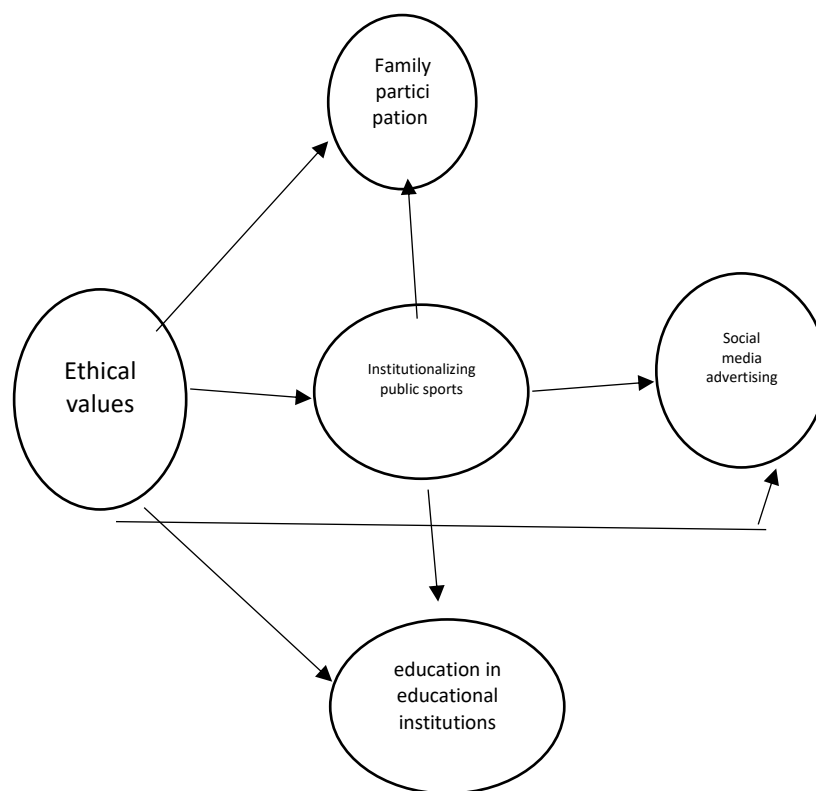 Family
partici
pation
Ethical
values
Institutionalizing
public sports
Social
media
advertising
education in
educational
institutions